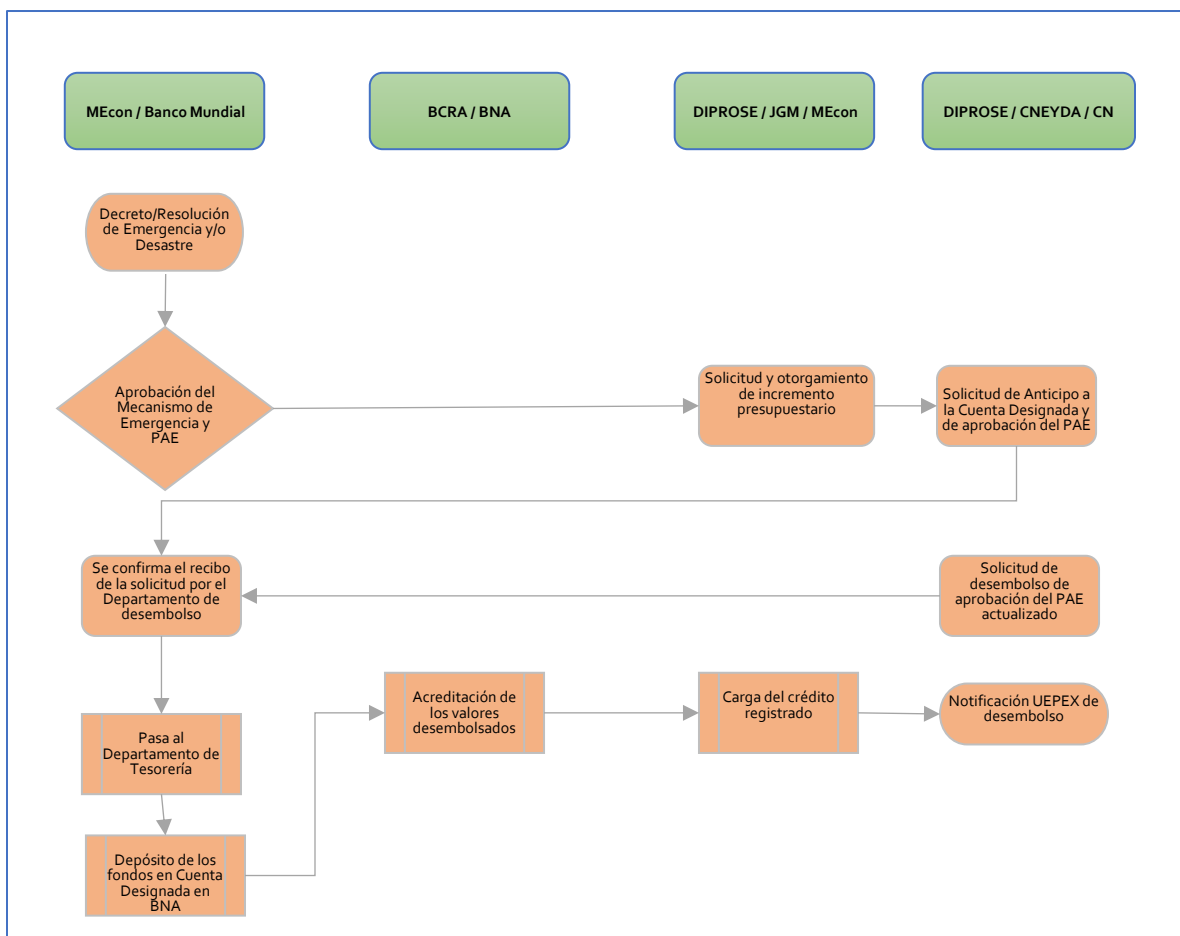 MEcon / Banco Mundial
BCRA / BNA
DIPROSE / JGM / MEcon
DIPROSE / CNEYDA / CN
Decreto/Resolución
de Emergencia y/o
Desastre
Aprobación del
Mecanismo de
Emergencia y
PAE
Solicitud y otorgamiento
de incremento
presupuestario
Solicitud de Anticipo a
la Cuenta Designada y
de aprobación del PAE
Se confirma el recibo
de la solicitud por el
Departamento de
desembolso
Solicitud de
desembolso de
aprobación del PAE
actualizado
Pasa al
Departamento de
Tesorería
Acreditación de
los valores
desembolsados
Carga del crédito
registrado
Notificación UEPEX de
desembolso
Depósito de los
fondos en Cuenta
Designada en
BNA